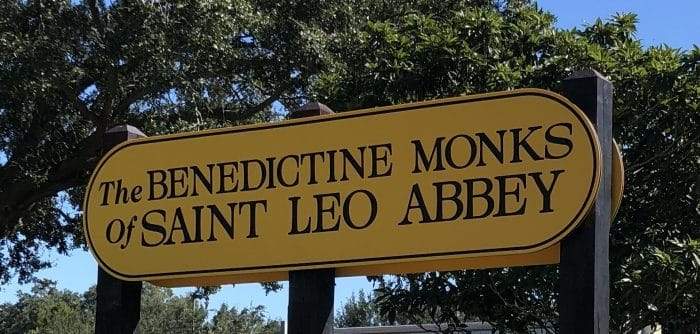 The BENEDICTINE MONKS
Of SAINT LEO ABBEY